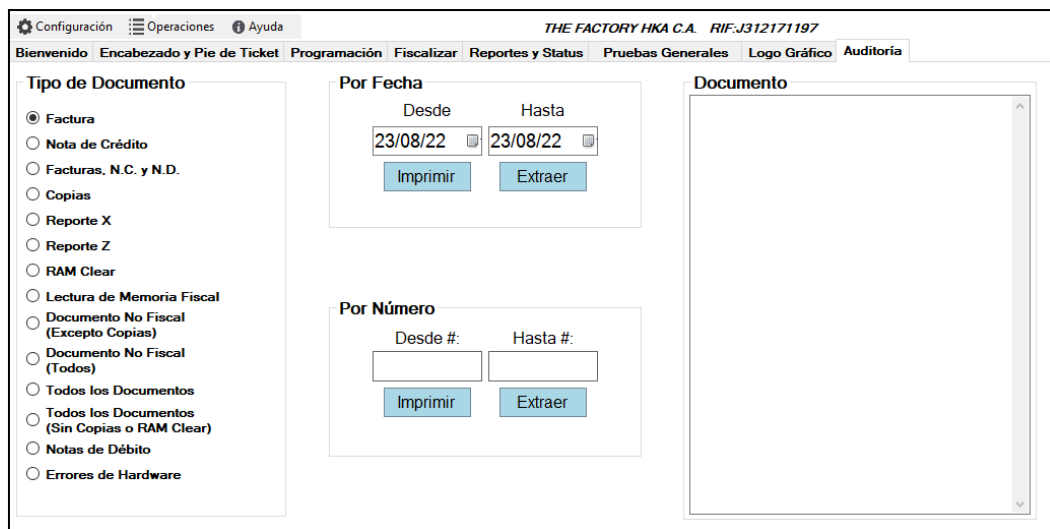 Configuración Operaciones Ayuda THE FACTORY HKA C.A. RIF:J312171197
Bienvenido Encabezado y Pie de Ticket Programación Fiscalizar Reportes y Status Pruebas Generales Logo Gráfico Auditoría
Tipo de Documento
Factura
Nota de Crédito
Facturas, N.C. y N.D.
Copias
Reporte X
Reporte Z
RAM Clear
Lectura de Memoria Fiscal
Documento No Fiscal
(Excepto Copias)
Documento No Fiscal
(Todos)
Todos los Documentos
Todos los Documentos
(Sin Copias o RAM Clear)
Notas de Débito
Errores de Hardware
Por Fecha
Desde Hasta
23/08/22 23/08/22
Imprimir Extraer
Por Número
Desde #: Hasta #:
Imprimir Extraer
Documento